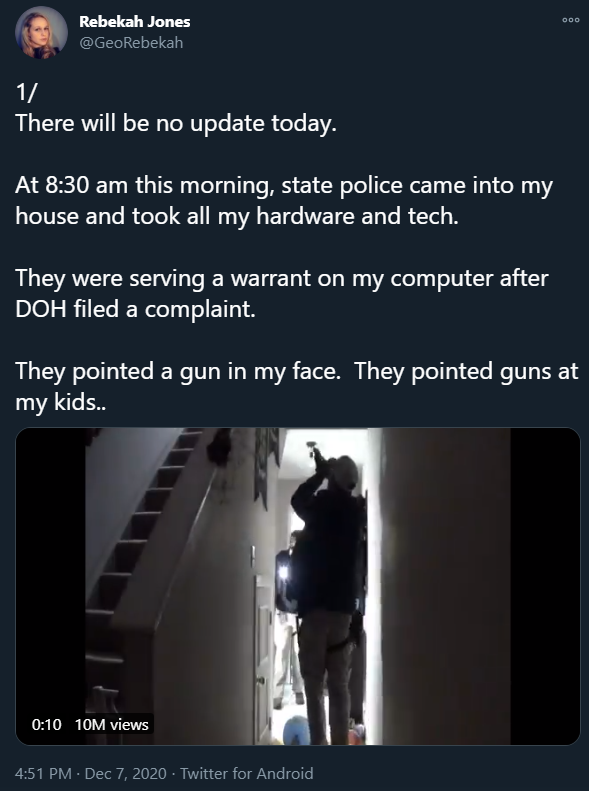 Rebekah Jones
@GeoRebekah
1/
There will be no update today.
At 8:30 am this morning, state police came into my
house and took all my hardware and tech.
They were serving a warrant on my computer after
DOH filed a complaint.
They pointed a gun in my face.  They pointed guns at
my kids..
0:10 10M views
4:51 PM · Dec 7, 2020 · Twitter for Android